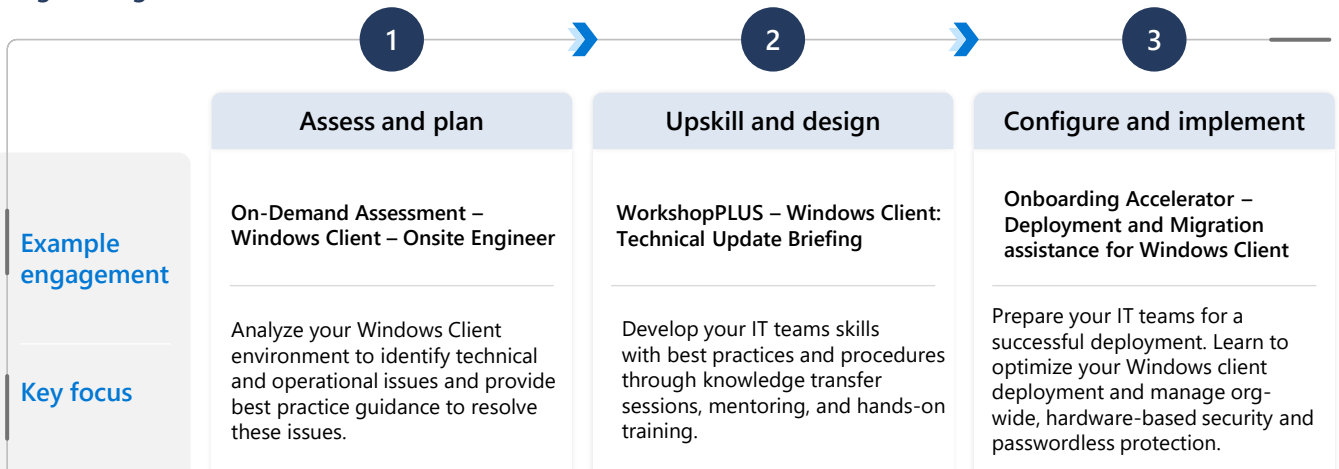 1
2
3
Assess and plan
Upskill and design
Configure and implement
Example
engagement
On-Demand Assessment –
Windows Client – Onsite Engineer
WorkshopPLUS – Windows Client:
Technical Update Briefing
Onboarding Accelerator –
Deployment and Migration
assistance for Windows Client
Key focus
Analyze your Windows Client
environment to identify technical
and operational issues and provide
best practice guidance to resolve
these issues.
Develop your IT teams skills
with best practices and procedures
through knowledge transfer
sessions, mentoring, and hands-on
training.
Prepare your IT teams for a
successful deployment. Learn to
optimize your Windows client
deployment and manage org-
wide, hardware-based security and
passwordless protection.